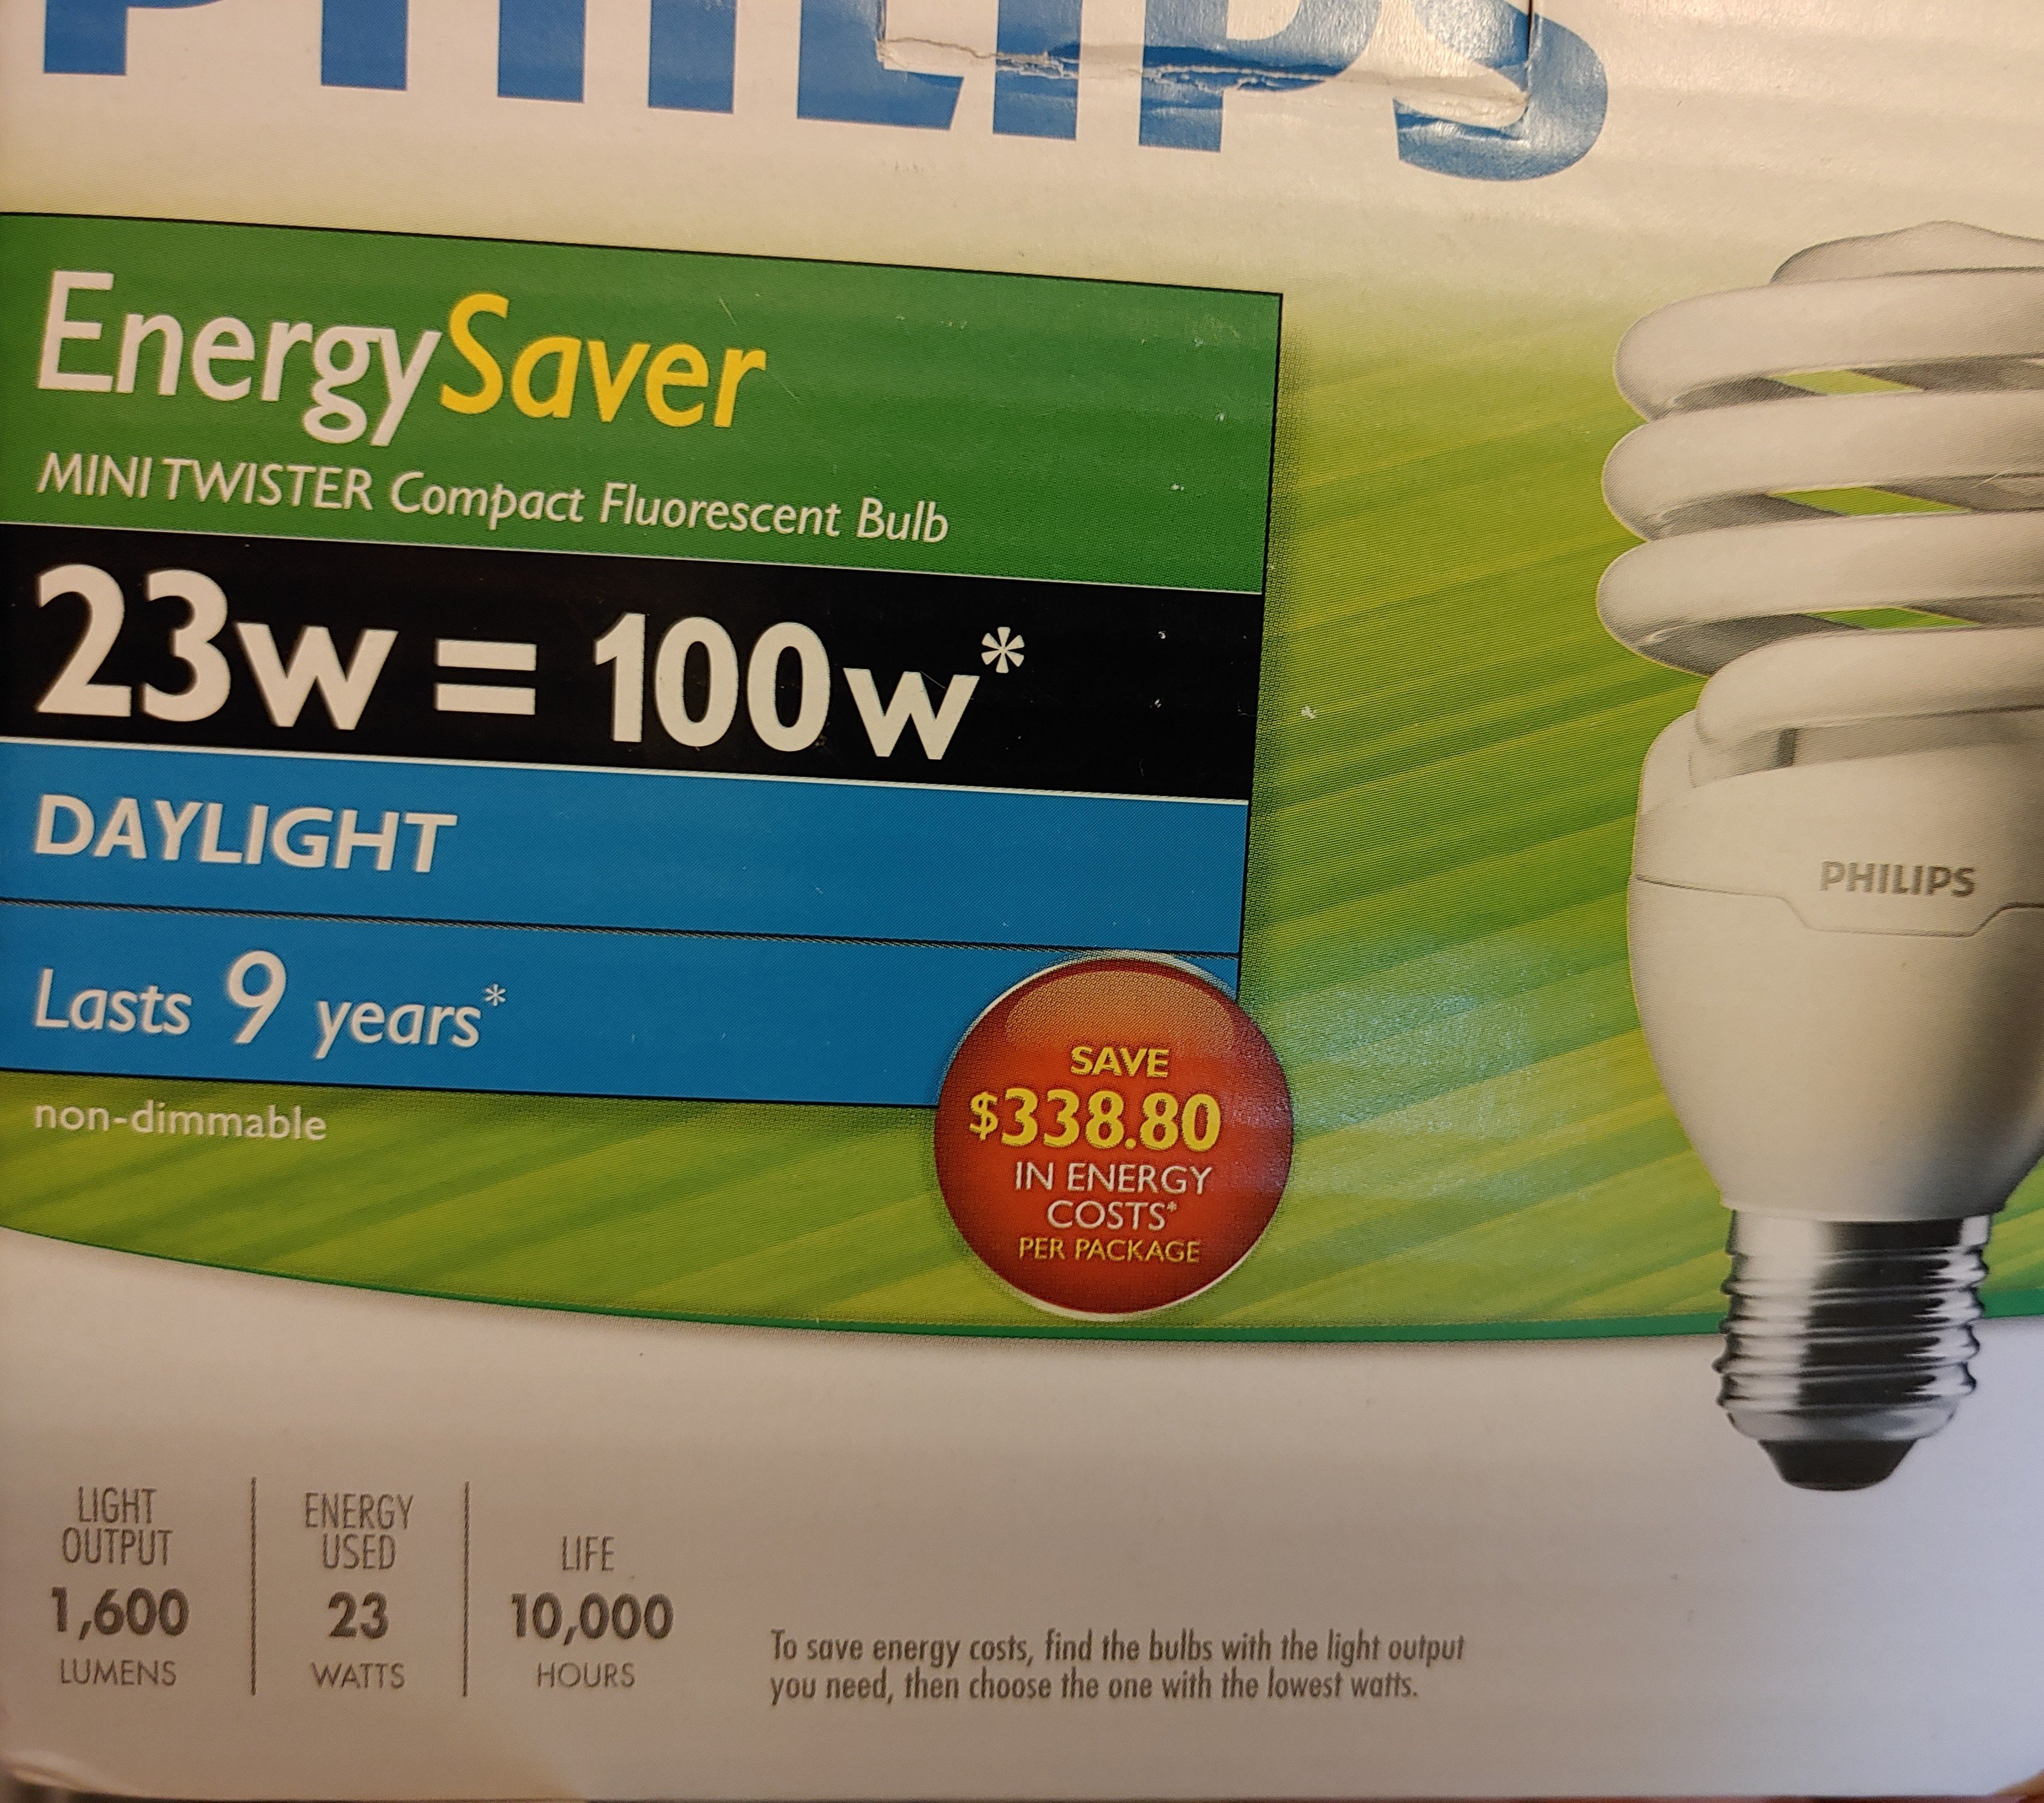 PHILIPS
EnergySaver
MINI TWISTER Compact Fluorescent Bulb
23w = 100w*
DAYLIGHT
Lasts 9 years*
non-dimmable
SAVE
$338.80
IN ENERGY
COSTS*
PER PACKAGE
PHILIPS
LIGHT
OUTPUT
1,600
LUMENS
ENERGY
USED
23
WATTS
LIFE
10,000
HOURS
To save energy costs, find the bulbs with the light output
you need, then choose the one with the lowest watts.